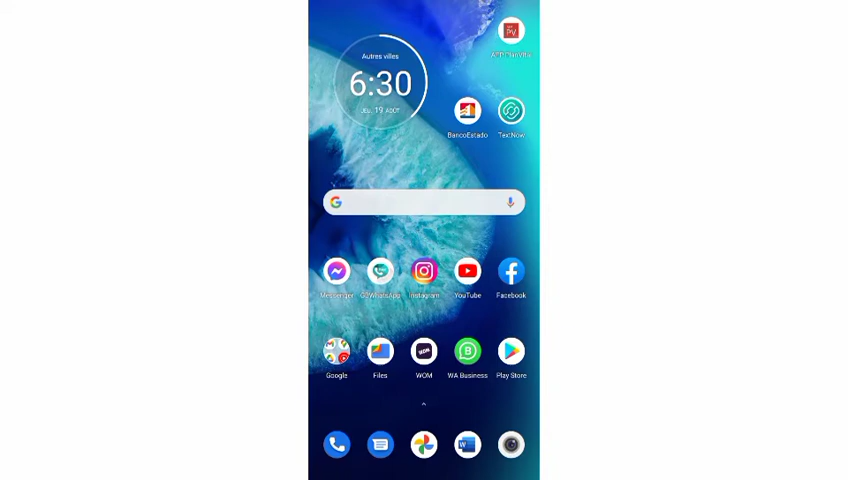 Autres villes
6:30
JEU. 19 AOÛT
BancoEstado
TextNow
Messenger
GBWhatsApp
Instagram
YouTube
Facebook
Google
Files
WOM
WA Business
Play Store